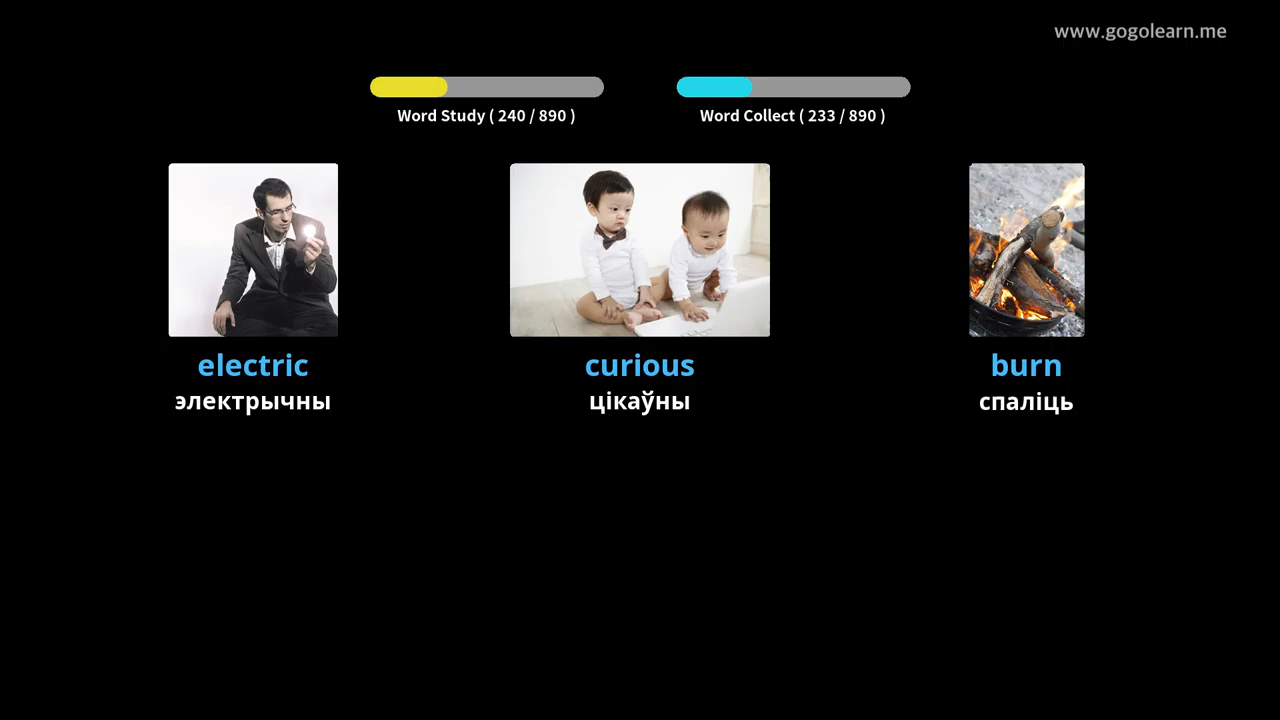 www.gogolearn.me
Word Study ( 240 / 890 )
Word Collect ( 233 / 890 )
electric
электрычны
curious
цікаўны
burn
спаліць